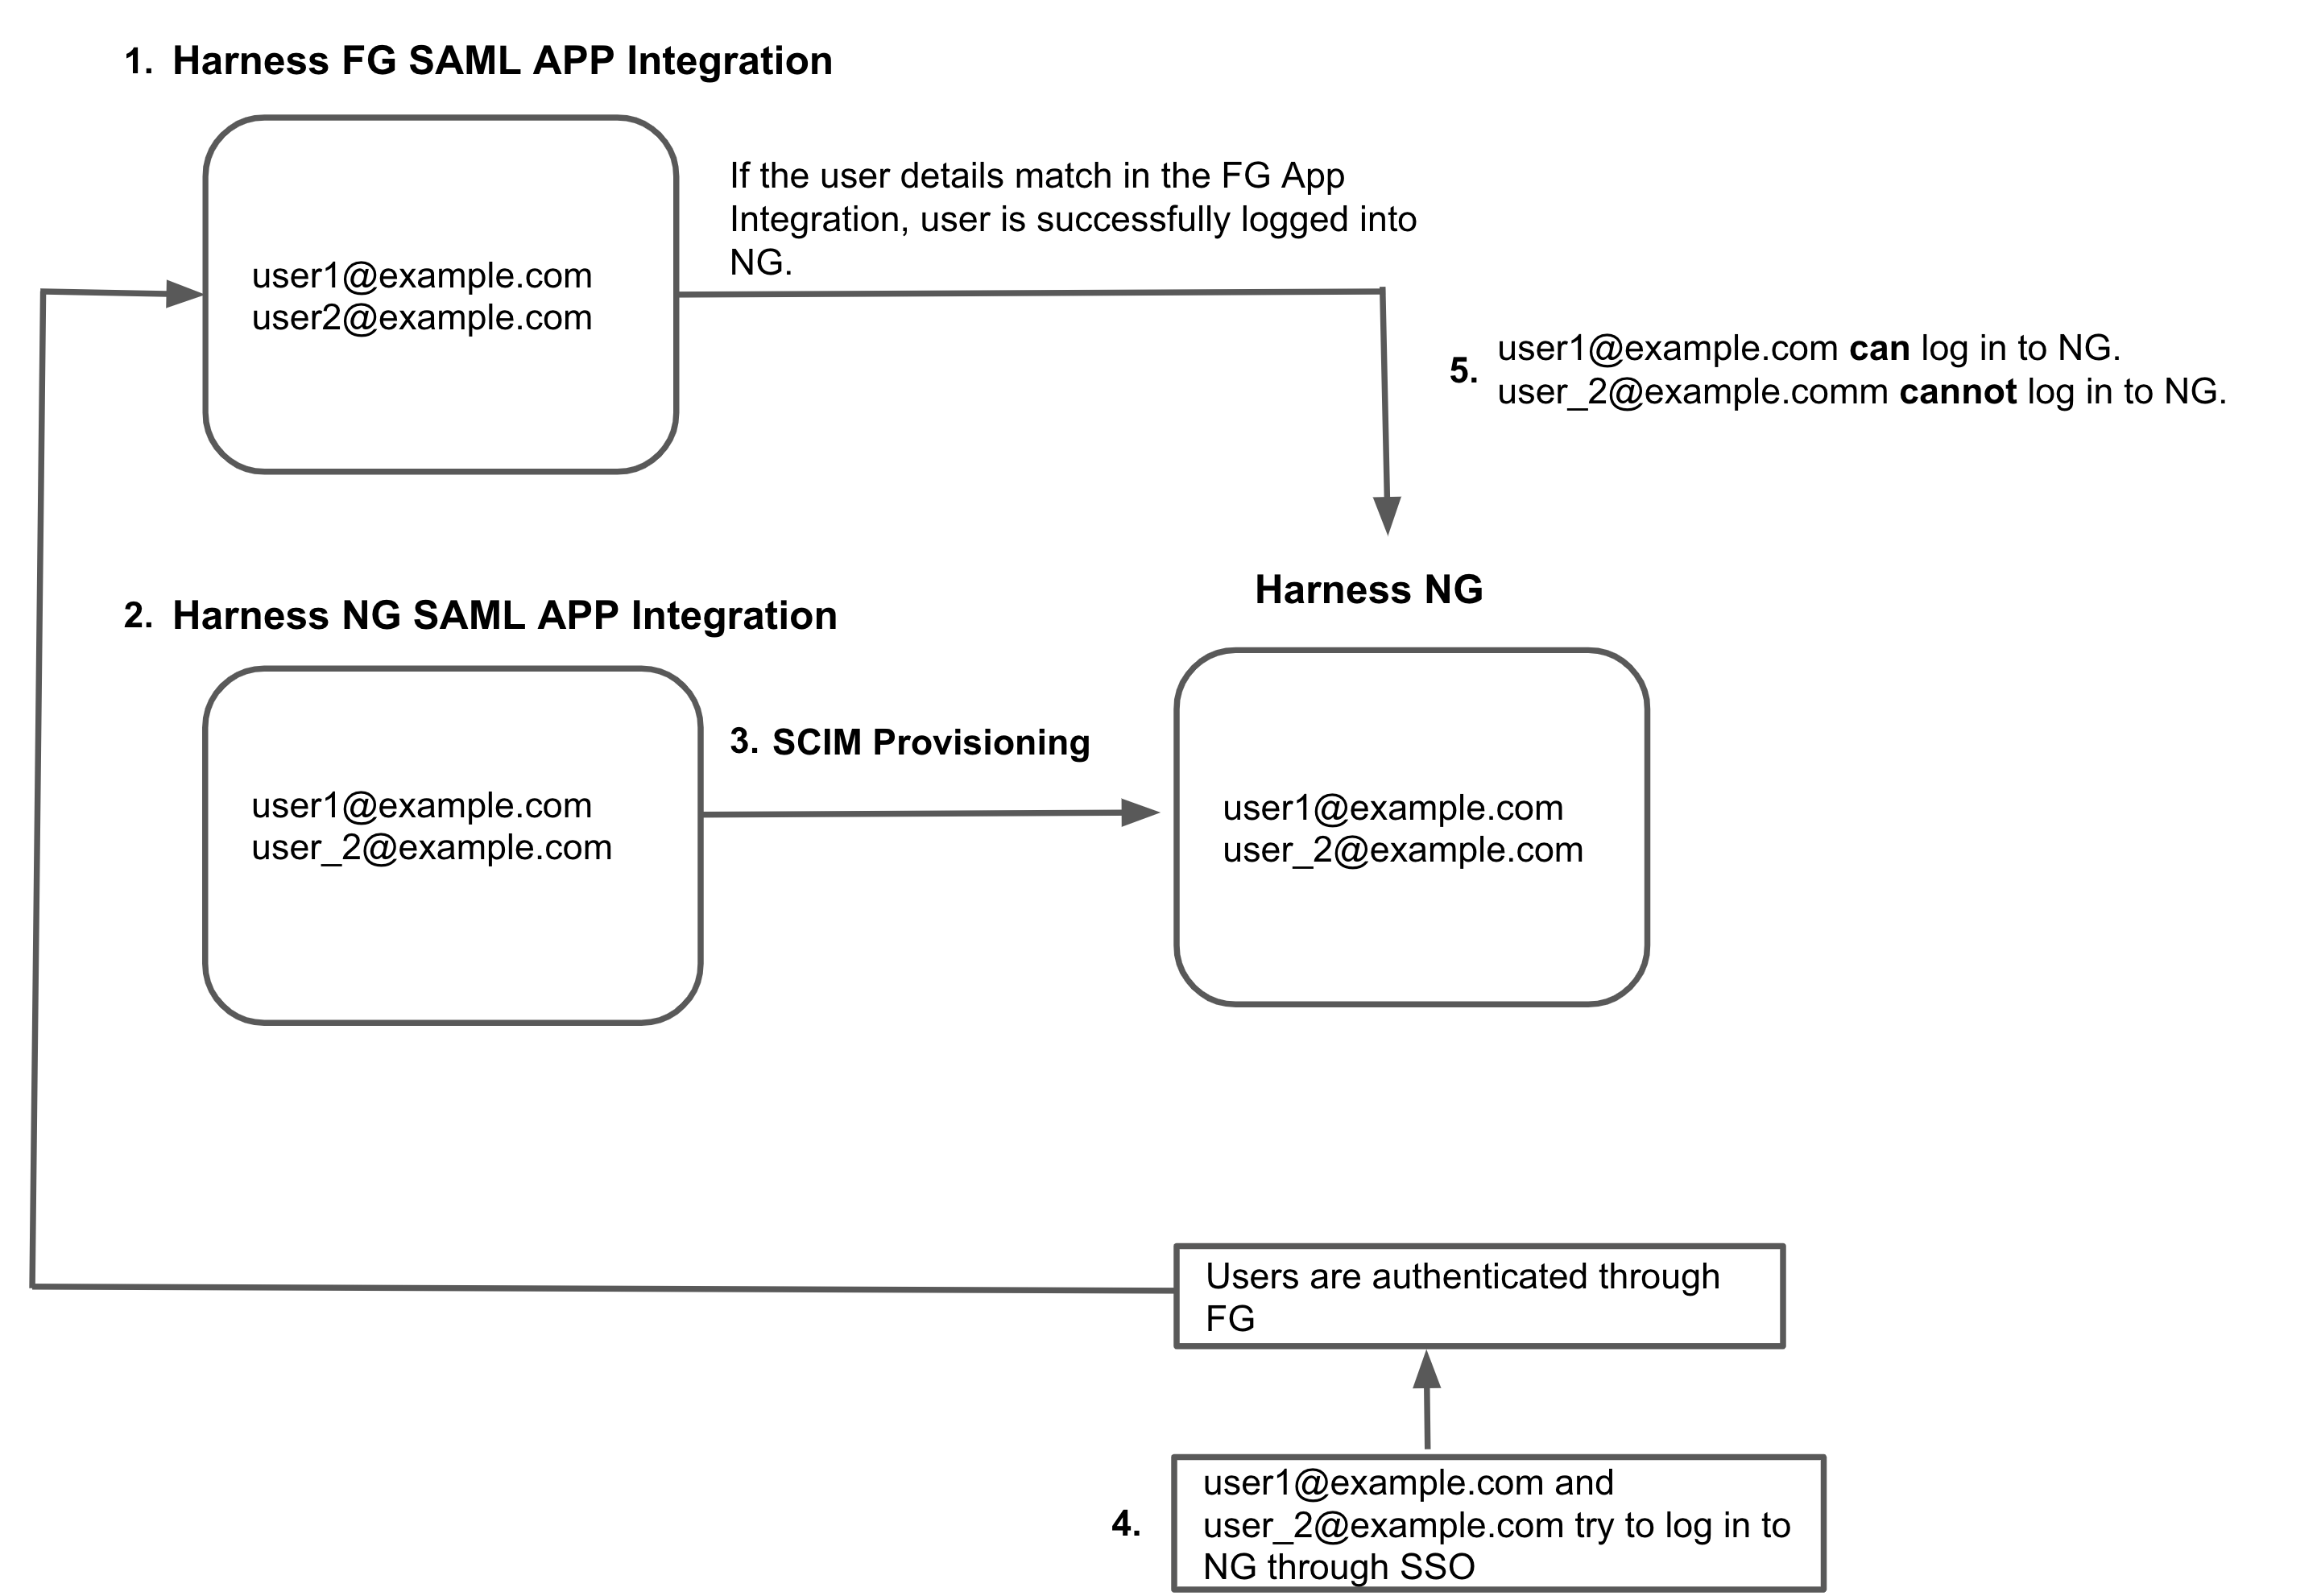 1. Harness FG SAML APP Integration
user1@example.com
user2@example.com
If the user details match in the FG App
Integration, user is successfully logged into
NG.
5. user1@example.com can log in to NG.
user_2@example.comm cannot log in to NG.
2. Harness NG SAML APP Integration
user1@example.com
user_2@example.com
3. SCIM Provisioning
Harness NG
user1@example.com
user_2@example.com
Users are authenticated through
FG
4. user1@example.com and
user_2@example.com try to log in to
NG through SSO